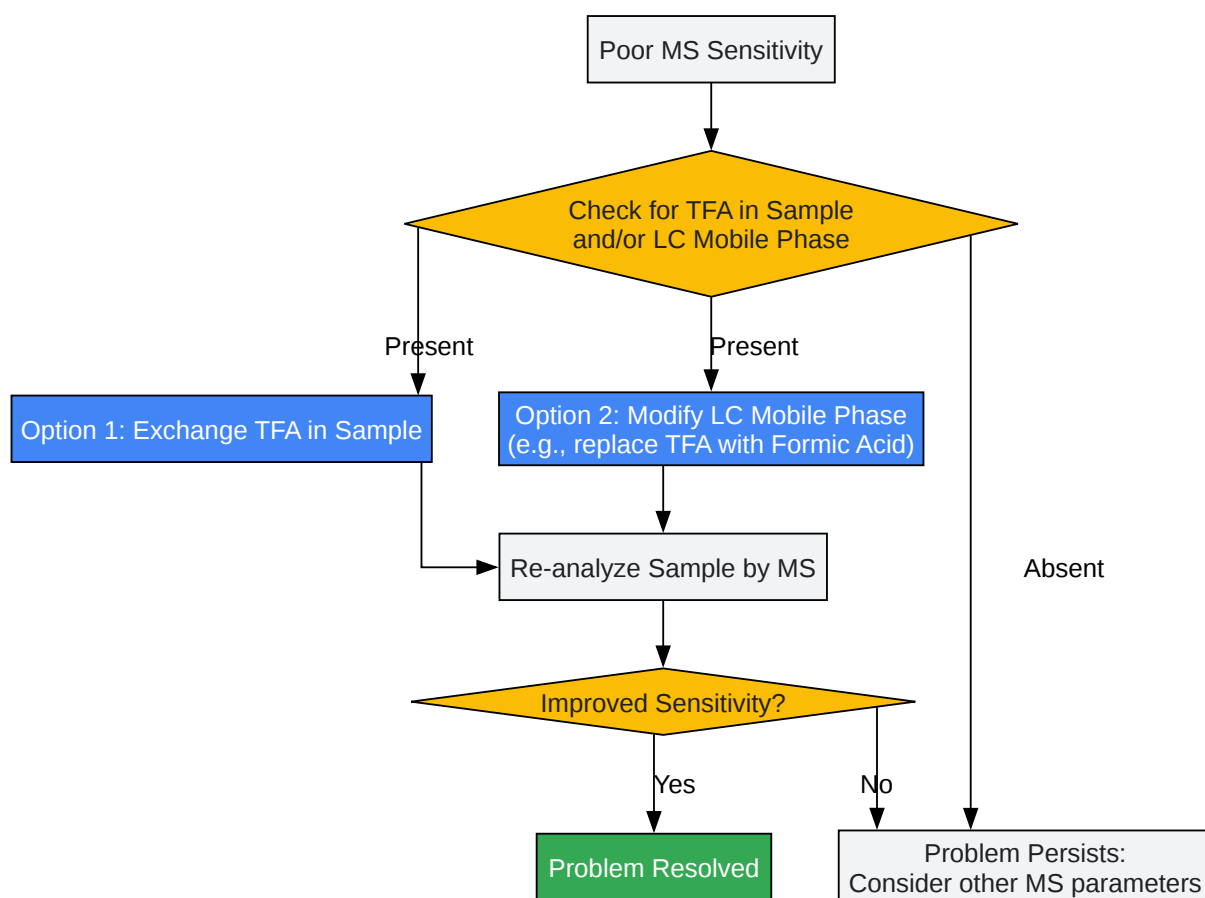 Poor MS Sensitivity
Check for TFA in Sample
and/or LC Mobile Phase
Present
Present
Option 1: Exchange TFA in Sample
Option 2: Modify LC Mobile Phase
(e.g., replace TFA with Formic Acid)
Re-analyze Sample by MS
Absent
Improved Sensitivity?
Yes
No
Problem Resolved
Problem Persists:
Consider other MS parameters